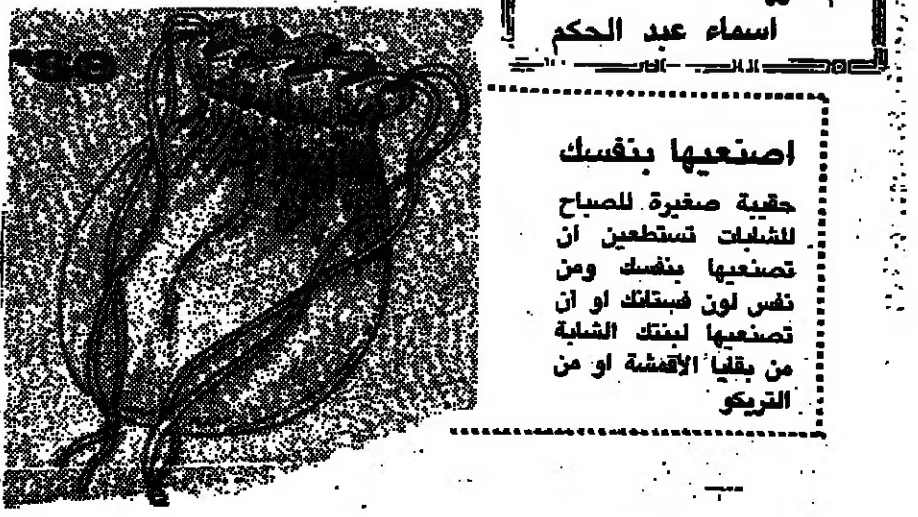 اسماء عبد الحكم
اصنعيها بنفسك
حقيبة صغيرة للصباح
للشابات تستطعين ان
تصنعيها بنفسك ومن
نفس لون فستانك او ان
تصنعيها لبنتك الشابة
من بقايا الأقمشة او من
التريكو